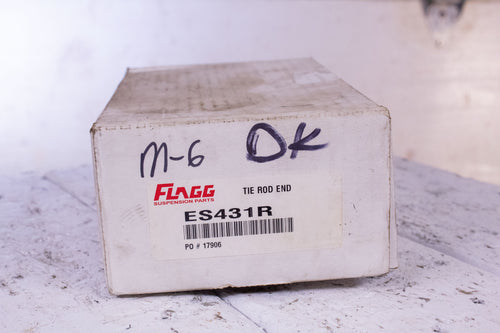 M-6 OK
FLAGG
SUSPENSION PARTS
TIE ROD END
ES431R
PO # 17906